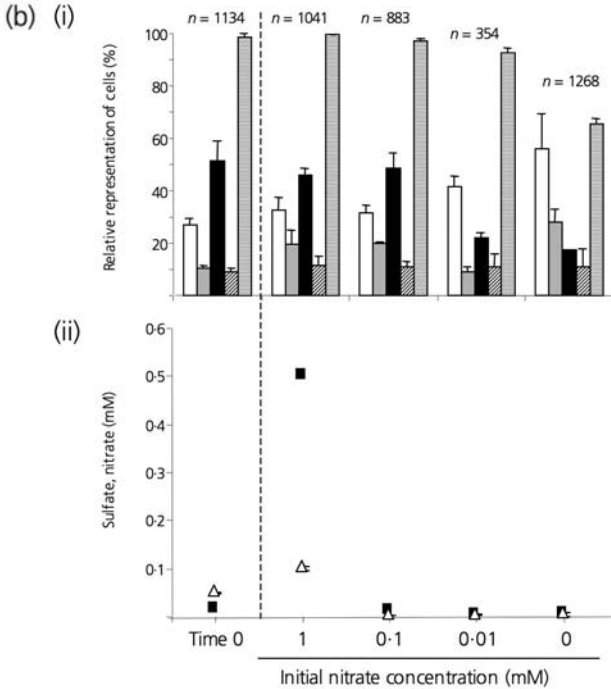 (b) (i)
n = 1134
n = 1041
n = 883
n = 354
n = 1268
Relative representation of cells (%)
100
80
60
40
20
(ii)
Sulfate, nitrate (mM)
0·6
0·5
0·4
0·3
0·2
0·1
Time 0
1
0·1
0·01
0
Initial nitrate concentration (mM)